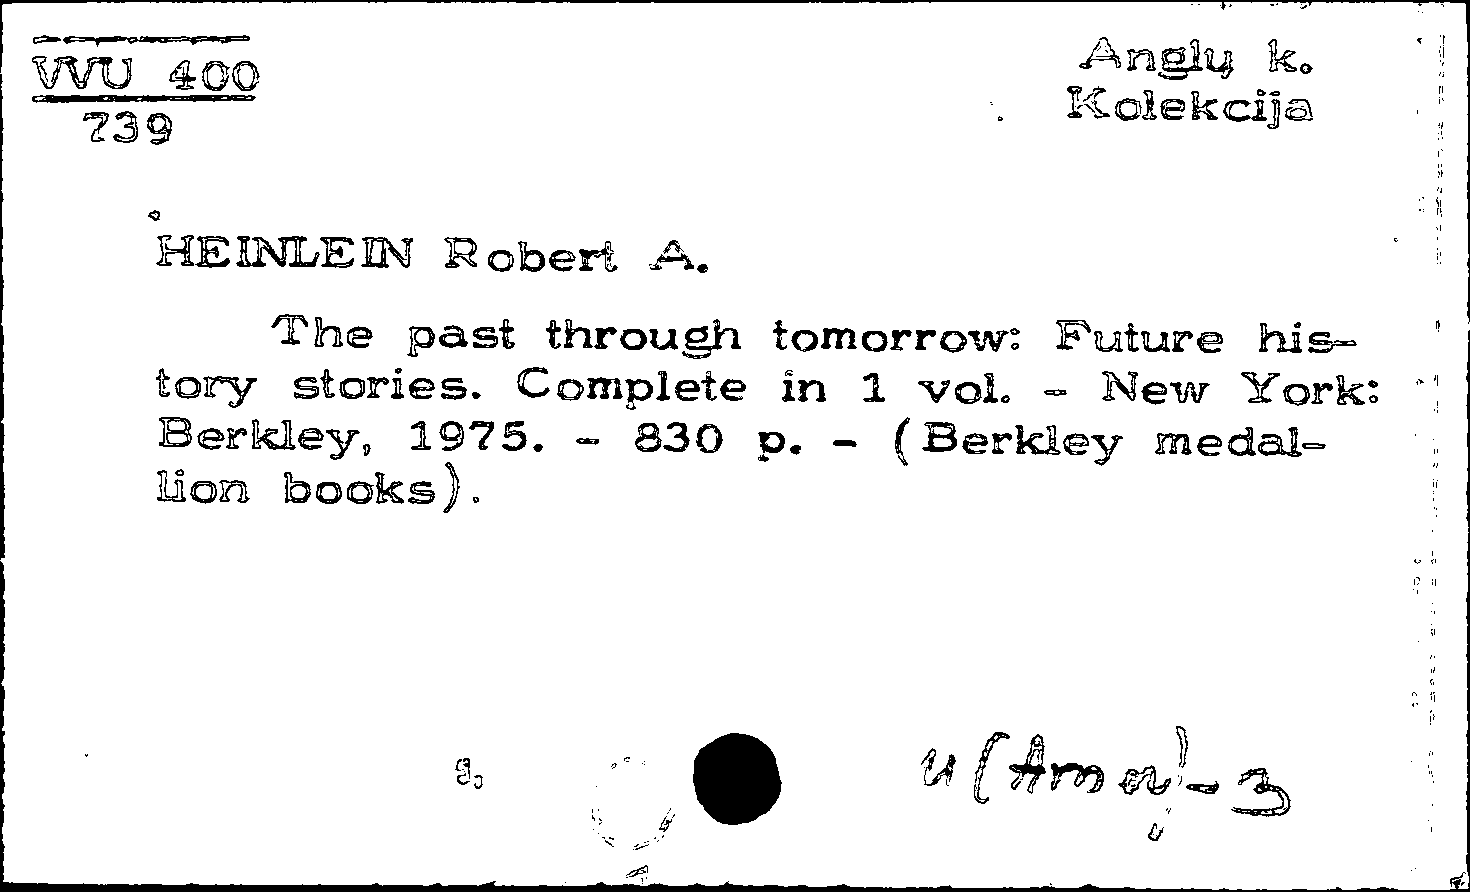 VVU 400
739
Anglų k.
Kolekcija
HEINLEIN Robert A.
The past through tomorrow: Future his-
tory stories. Complete in 1 vol. - New York:
Berkley, 1975. - 830 p. - (Berkley medal-
lion books).
s.